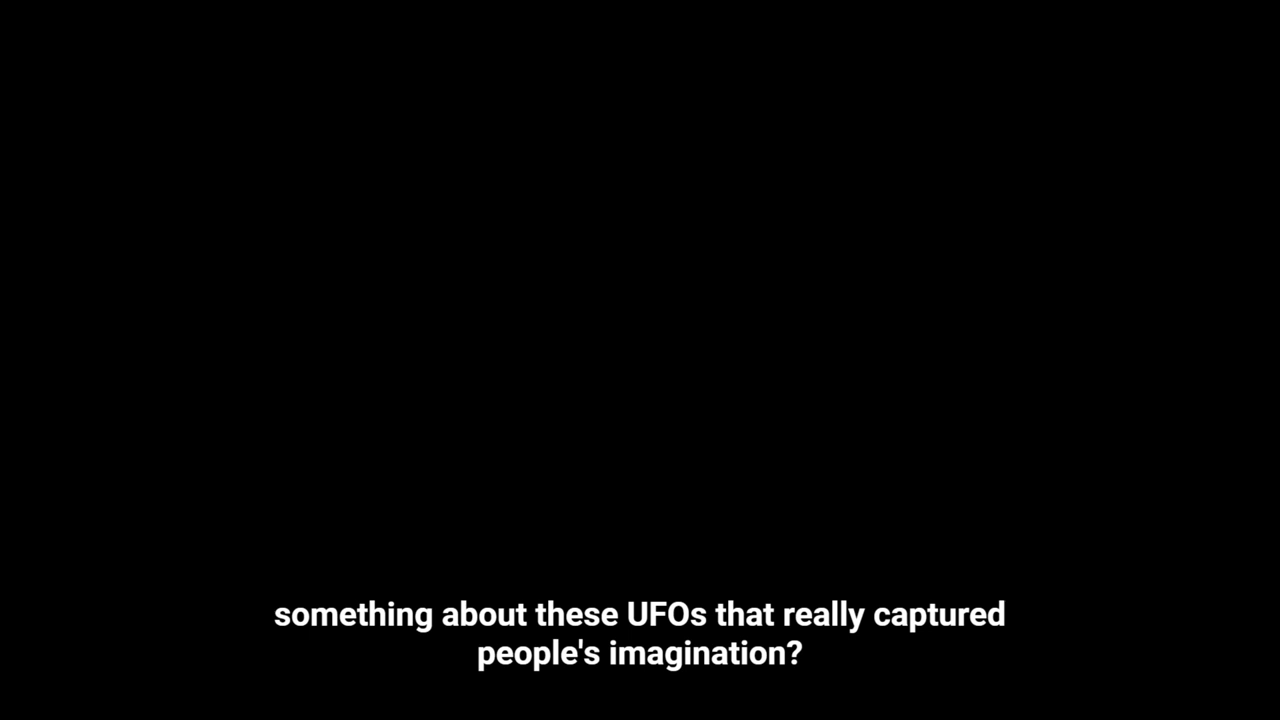 something about these UFOs that really captured
people's imagination?